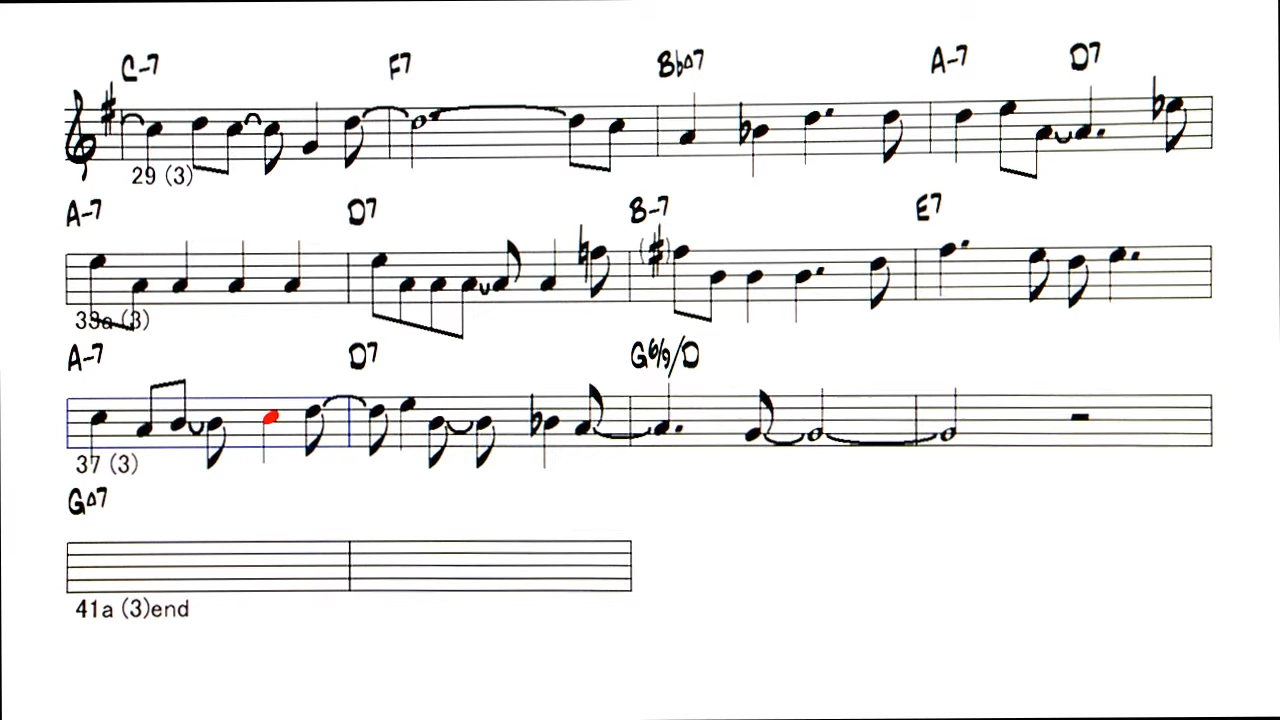 C-7 F7 B♭Δ7 A-7 D7
29 (3)
A-7 D7 B-7 E7
33a (3)
A-7 D7 G6/9/D
37 (3)
GΔ7
41a (3)end